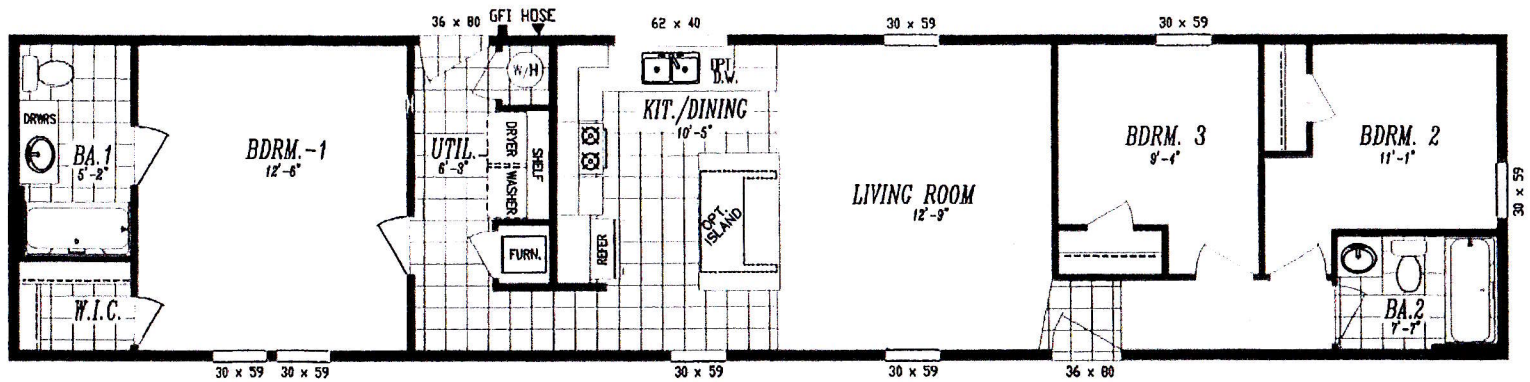 36 x 80
GFI HOSE
62 x 40
30 x 59
30 x 59
W/H
OPT
D.W.
DRWRS
BA.1
5'-2"
BDRM.-1
12'-6"
UTIL.
6'-3"
DRYER
WASHER
SHELF
KIT./DINING
10'-5"
BDRM. 3
9'-4"
BDRM. 2
11'-1"
LIVING ROOM
12'-9"
OPT.
ISLAND
30 x 59
FURN.
REFER
W.I.C.
BA.2
7'-7"
30 x 59
30 x 59
30 x 59
30 x 59
36 x 80